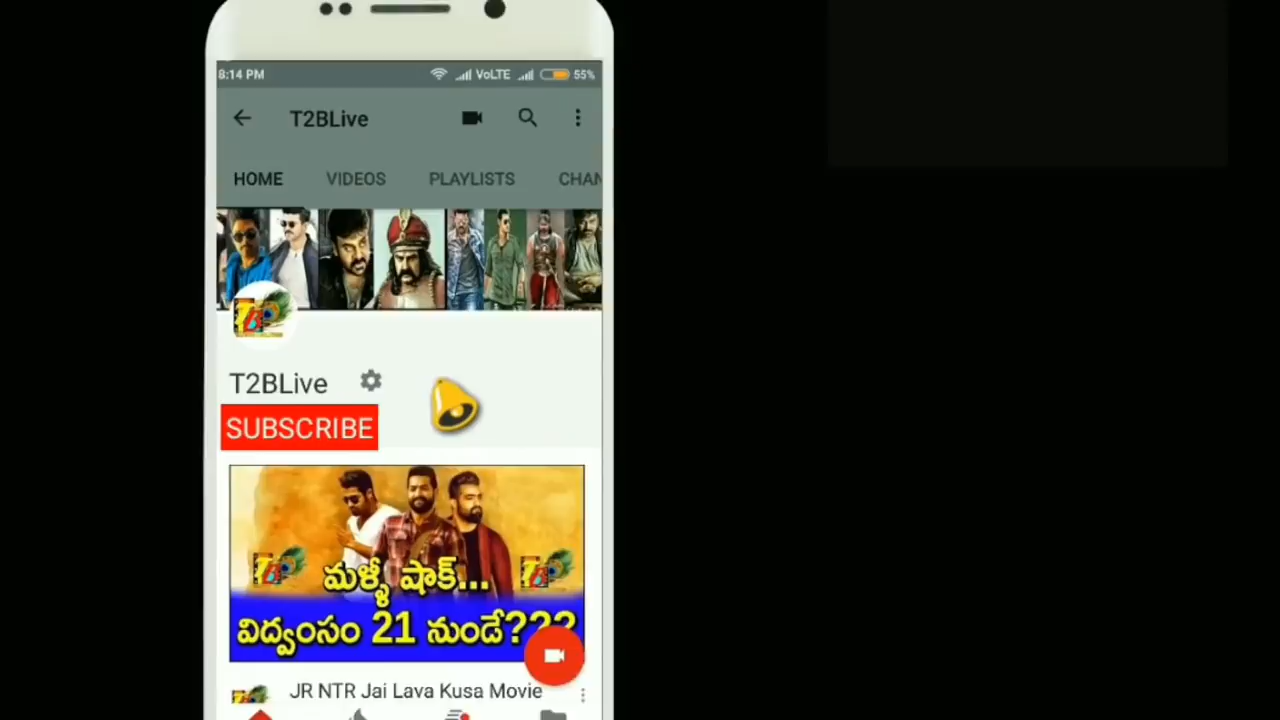 8:14 PM VoLTE 55%
T2BLive
HOME VIDEOS PLAYLISTS CHAN
T2BLive
SUBSCRIBE
మళ్ళీ షాక్...
విధ్వంసం 21 నుండే???
JR NTR Jai Lava Kusa Movie